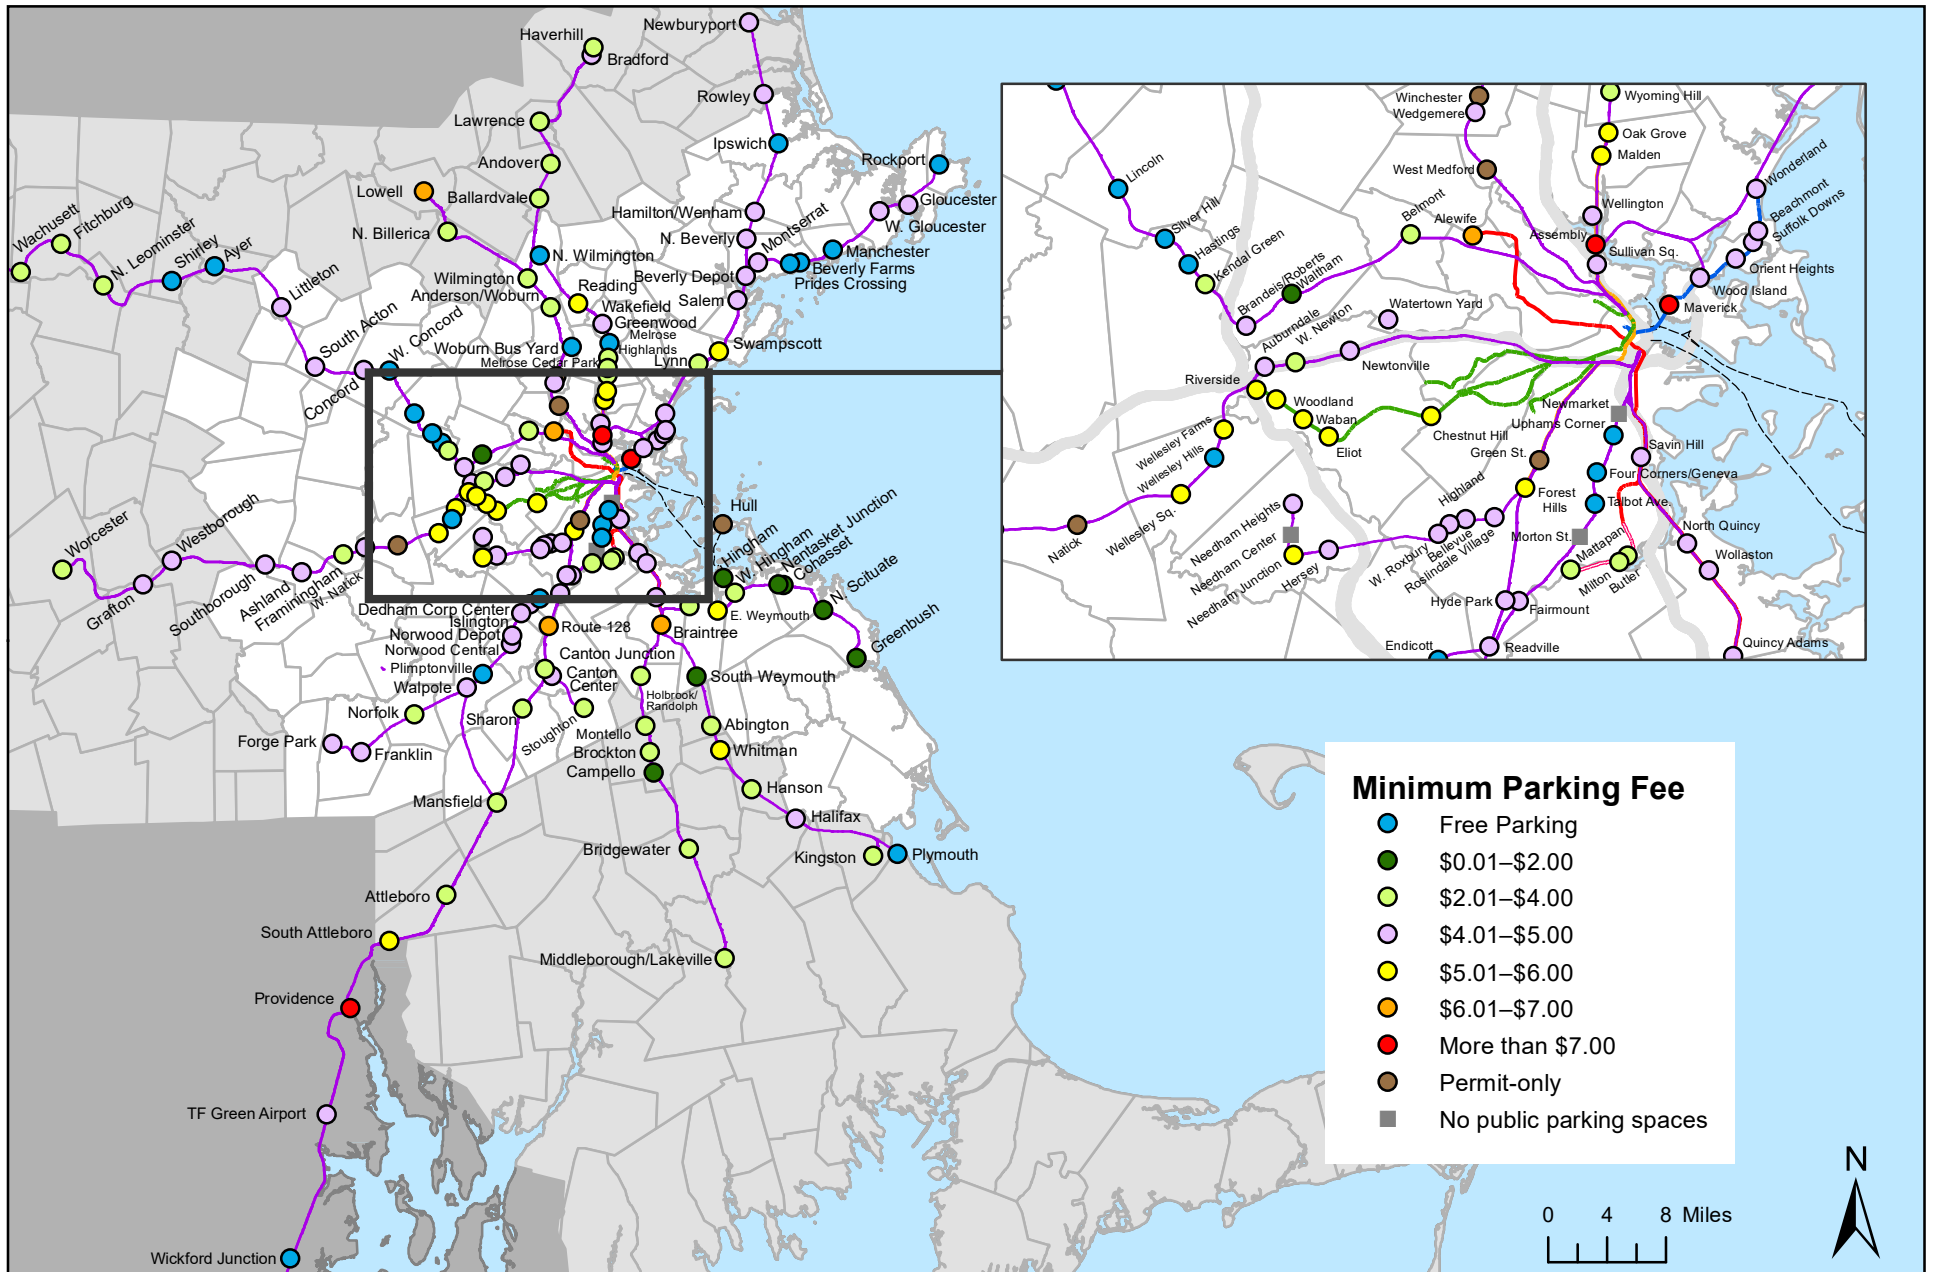 Newburyport
Haverhill
Bradford
Rowley
Lawrence
Ipswich
Andover
Rockport
Lowell
Ballardvale
Gloucester
Hamilton/Wenham
W. Gloucester
Wachusett
Fitchburg
N. Leominster
Shirley
Ayer
N. Billerica
N. Beverly
Montserrat
Manchester
N. Wilmington
Beverly Farms
Prides Crossing
Wilmington
Beverly Depot
Littleton
Anderson/Woburn
Reading
Salem
Wakefield
Greenwood
Melrose
Highlands
South Acton
W. Concord
Woburn Bus Yard
Swampscott
Melrose Cedar Park
Lynn
Concord
Hull
Worcester
Westborough
Hingham
W. Hingham
Nantasket Junction
Cohasset
N. Scituate
Grafton
Southborough
Ashland
Framiningham
W. Natick
Dedham Corp Center
Islington
E. Weymouth
Greenbush
Norwood Depot
Route 128
Braintree
Norwood Central
Canton Junction
Plimptonville
Canton
Center
South Weymouth
Walpole
Holbrook/
Randolph
Norfolk
Sharon
Stoughton
Abington
Montello
Forge Park
Franklin
Brockton
Whitman
Campello
Hanson
Mansfield
Halifax
Bridgewater
Kingston
Plymouth
Attleboro
South Attleboro
Middleborough/Lakeville
Providence
TF Green Airport
Wickford Junction
Winchester
Wedgemere
Wyoming Hill
Oak Grove
Malden
Lincoln
West Medford
Wonderland
Silver Hill
Belmont
Alewife
Wellington
Beachmont
Suffolk Downs
Hastings
Assembly
Sullivan Sq.
Kendal Green
Orient Heights
Brandeis/Roberts
Waltham
Wood Island
Watertown Yard
Maverick
Auburndale
W. Newton
Newtonville
Riverside
Woodland
Newmarket
Waban
Uphams Corner
Wellesley Farms
Chestnut Hill
Savin Hill
Eliot
Green St.
Wellesley Hills
Four Corners/Geneva
Highland
Forest
Hills
Talbot Ave.
Natick
Wellesley Sq.
Needham Heights
North Quincy
Needham Center
W. Roxbury
Bellevue
Roslindale Village
Morton St.
Mattapan
Wollaston
Needham Junction
Hersey
Milton
Butler
Hyde Park
Fairmount
Endicott
Readville
Quincy Adams
Minimum Parking Fee
Free Parking
$0.01–$2.00
$2.01–$4.00
$4.01–$5.00
$5.01–$6.00
$6.01–$7.00
More than $7.00
Permit-only
No public parking spaces
N
0 4 8 Miles